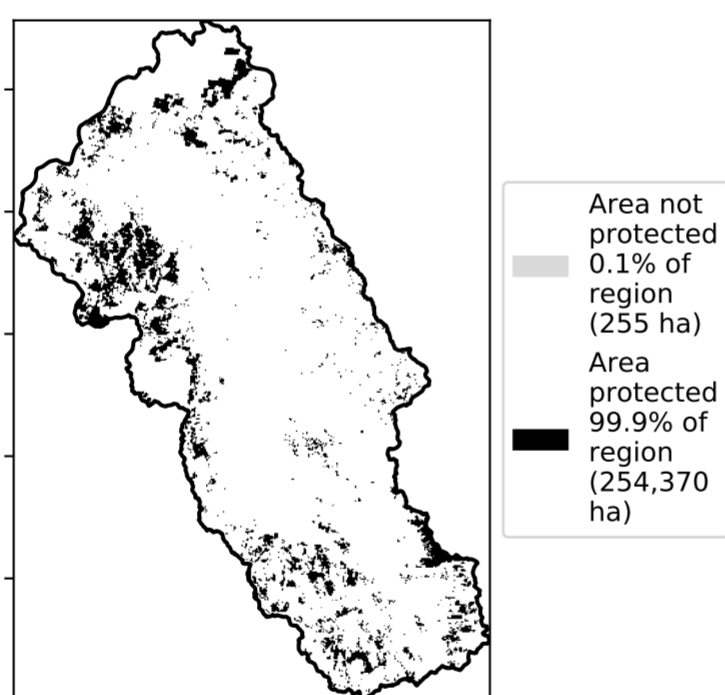 Area not
protected
0.1% of
region
(255 ha)
Area
protected
99.9% of
region
(254,370
ha)